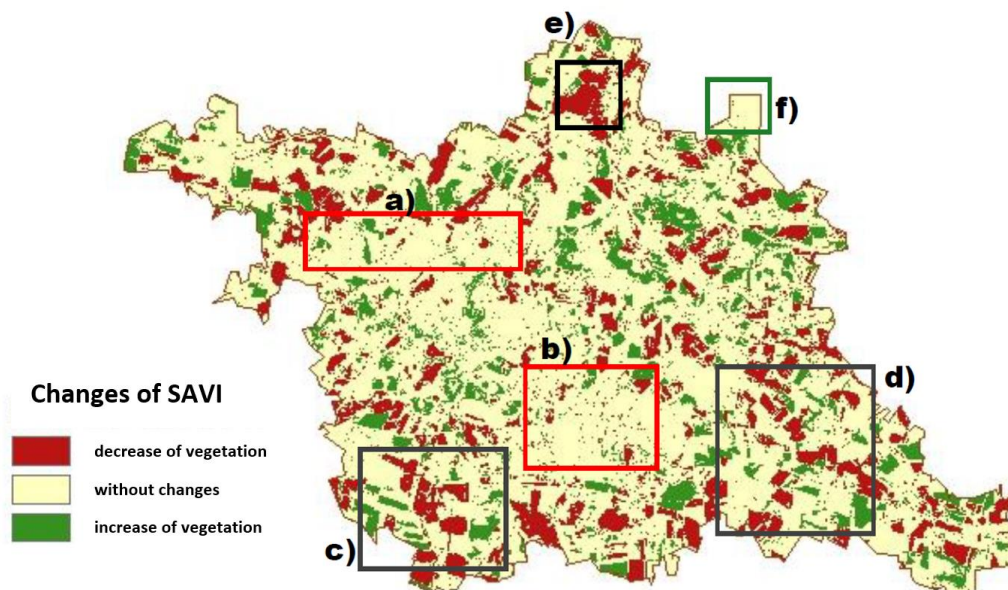 e)
f)
a)
b)
d)
Changes of SAVI
decrease of vegetation
without changes
increase of vegetation
c)